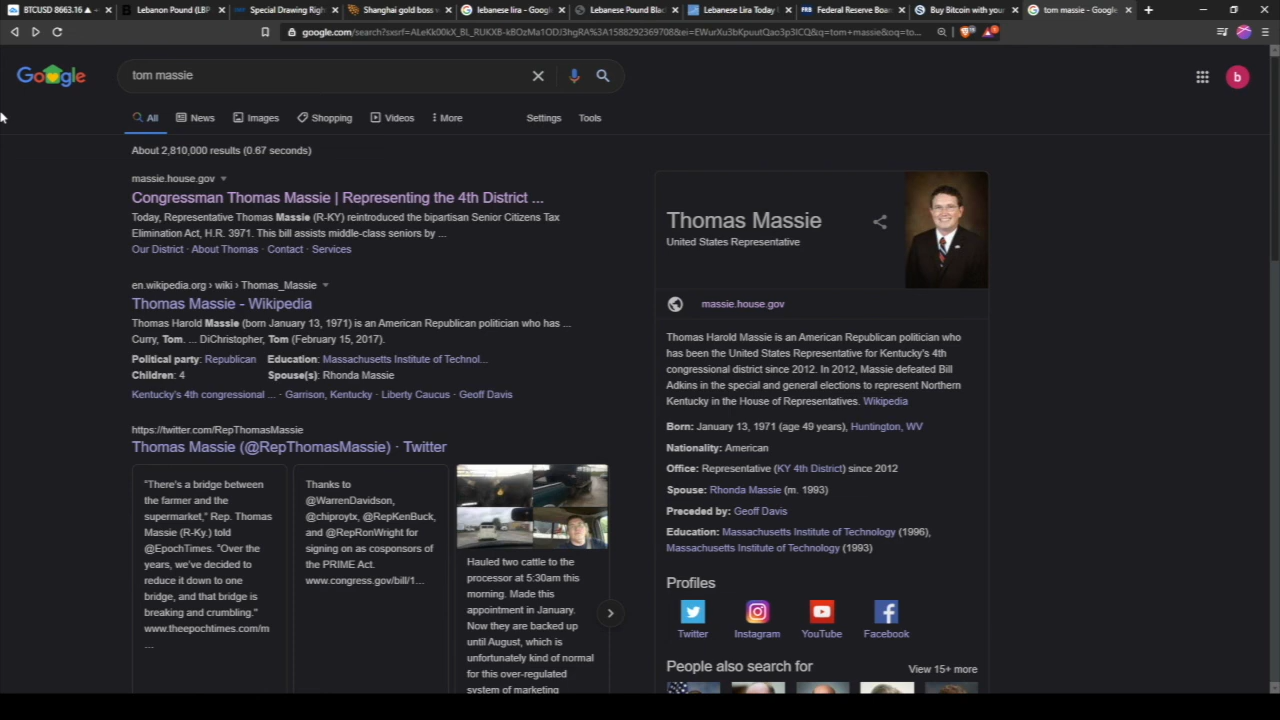 BTCUSD 8663.16 ▲
Lebanon Pound (LBP
Special Drawing Righ
Shanghai gold boss
lebanese lira - Google
Lebanese Pound Blac
Lebanese Lira Today
Federal Reserve Boar
Buy Bitcoin with your
tom massie - Google
google.com/search?sxsrf=ALeKk00kX_BL_RUKXB-kBOzMa1ODJ3hgRA%3A1588292369708&ei=EWurXu3bKpuutQao3p3ICQ&q=tom+massie&oq=to...
Google
tom massie
b
All
News
Images
Shopping
Videos
More
Settings
Tools
About 2,810,000 results (0.67 seconds)
massie.house.gov
Congressman Thomas Massie | Representing the 4th District ...
Today, Representative Thomas Massie (R-KY) reintroduced the bipartisan Senior Citizens Tax
Elimination Act, H.R. 3971. This bill assists middle-class seniors by ...
Our District · About Thomas · Contact · Services
en.wikipedia.org › wiki › Thomas_Massie
Thomas Massie - Wikipedia
Thomas Harold Massie (born January 13, 1971) is an American Republican politician who has ...
Curry, Tom. ... DiChristopher, Tom (February 15, 2017).
Political party: Republican Education: Massachusetts Institute of Technol...
Children: 4 Spouse(s): Rhonda Massie
Kentucky's 4th congressional ... · Garrison, Kentucky · Liberty Caucus · Geoff Davis
https://twitter.com/RepThomasMassie
Thomas Massie (@RepThomasMassie) · Twitter
"There's a bridge between
the farmer and the
supermarket," Rep. Thomas
Massie (R-Ky.) told
@EpochTimes. "Over the
years, we've decided to
reduce it down to one
bridge, and that bridge is
breaking and crumbling."
www.theepochtimes.com/m
...
Thanks to
@WarrenDavidson,
@chiproytx, @RepKenBuck,
and @RepRonWright for
signing on as cosponsors of
the PRIME Act.
www.congress.gov/bill/1...
Hauled two cattle to the
processor at 5:30am this
morning. Made this
appointment in January.
Now they are backed up
until August, which is
unfortunately kind of normal
for this over-regulated
system of marketing
Thomas Massie
United States Representative
massie.house.gov
Thomas Harold Massie is an American Republican politician who
has been the United States Representative for Kentucky's 4th
congressional district since 2012. In 2012, Massie defeated Bill
Adkins in the special and general elections to represent Northern
Kentucky in the House of Representatives. Wikipedia
Born: January 13, 1971 (age 49 years), Huntington, WV
Nationality: American
Office: Representative (KY 4th District) since 2012
Spouse: Rhonda Massie (m. 1993)
Preceded by: Geoff Davis
Education: Massachusetts Institute of Technology (1996),
Massachusetts Institute of Technology (1993)
Profiles
Twitter
Instagram
YouTube
Facebook
People also search for
View 15+ more